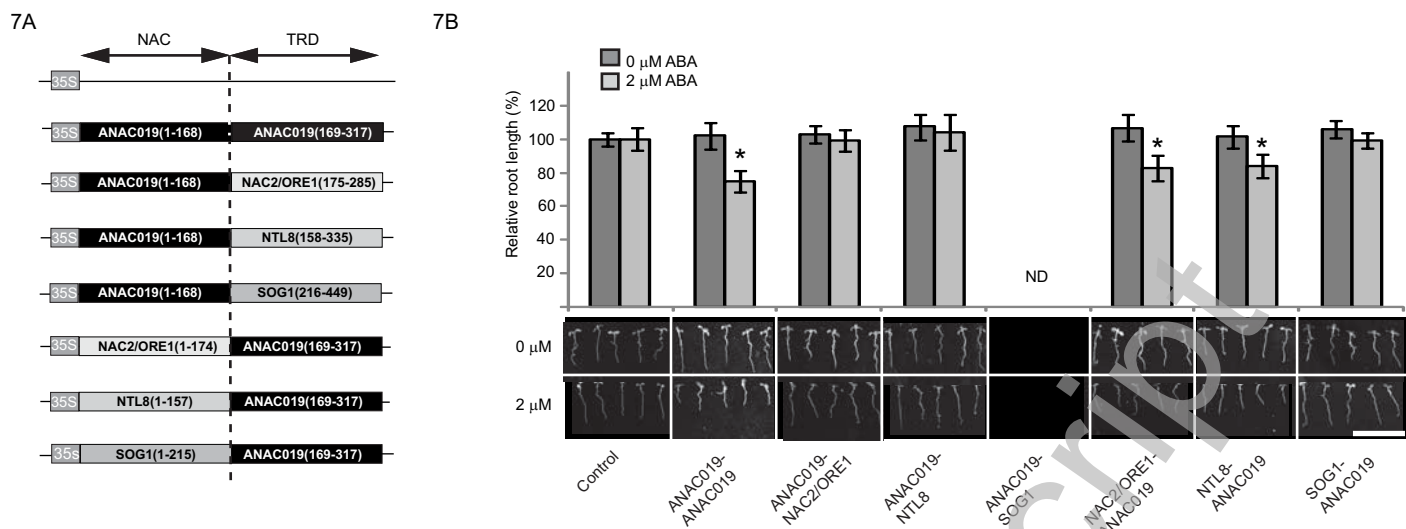 7A
NAC TRD
35S
35S ANAC019(1-168) ANAC019(169-317)
35S ANAC019(1-168) NAC2/ORE1(175-285)
35S ANAC019(1-168) NTL8(158-335)
35S ANAC019(1-168) SOG1(216-449)
35S NAC2/ORE1(1-174) ANAC019(169-317)
35S NTL8(1-157) ANAC019(169-317)
35s SOG1(1-215) ANAC019(169-317)
7B
0 μM ABA
2 μM ABA
Relative root length (%)
120
100
80
60
40
20
*
*
*
ND
0 μM
2 μM
Control
ANAC019-
ANAC019
ANAC019-
NAC2/ORE1
ANAC019-
NTL8
ANAC019-
SOG1
NAC2/ORE1-
ANAC019
NTL8-
ANAC019
SOG1-
ANAC019
cript